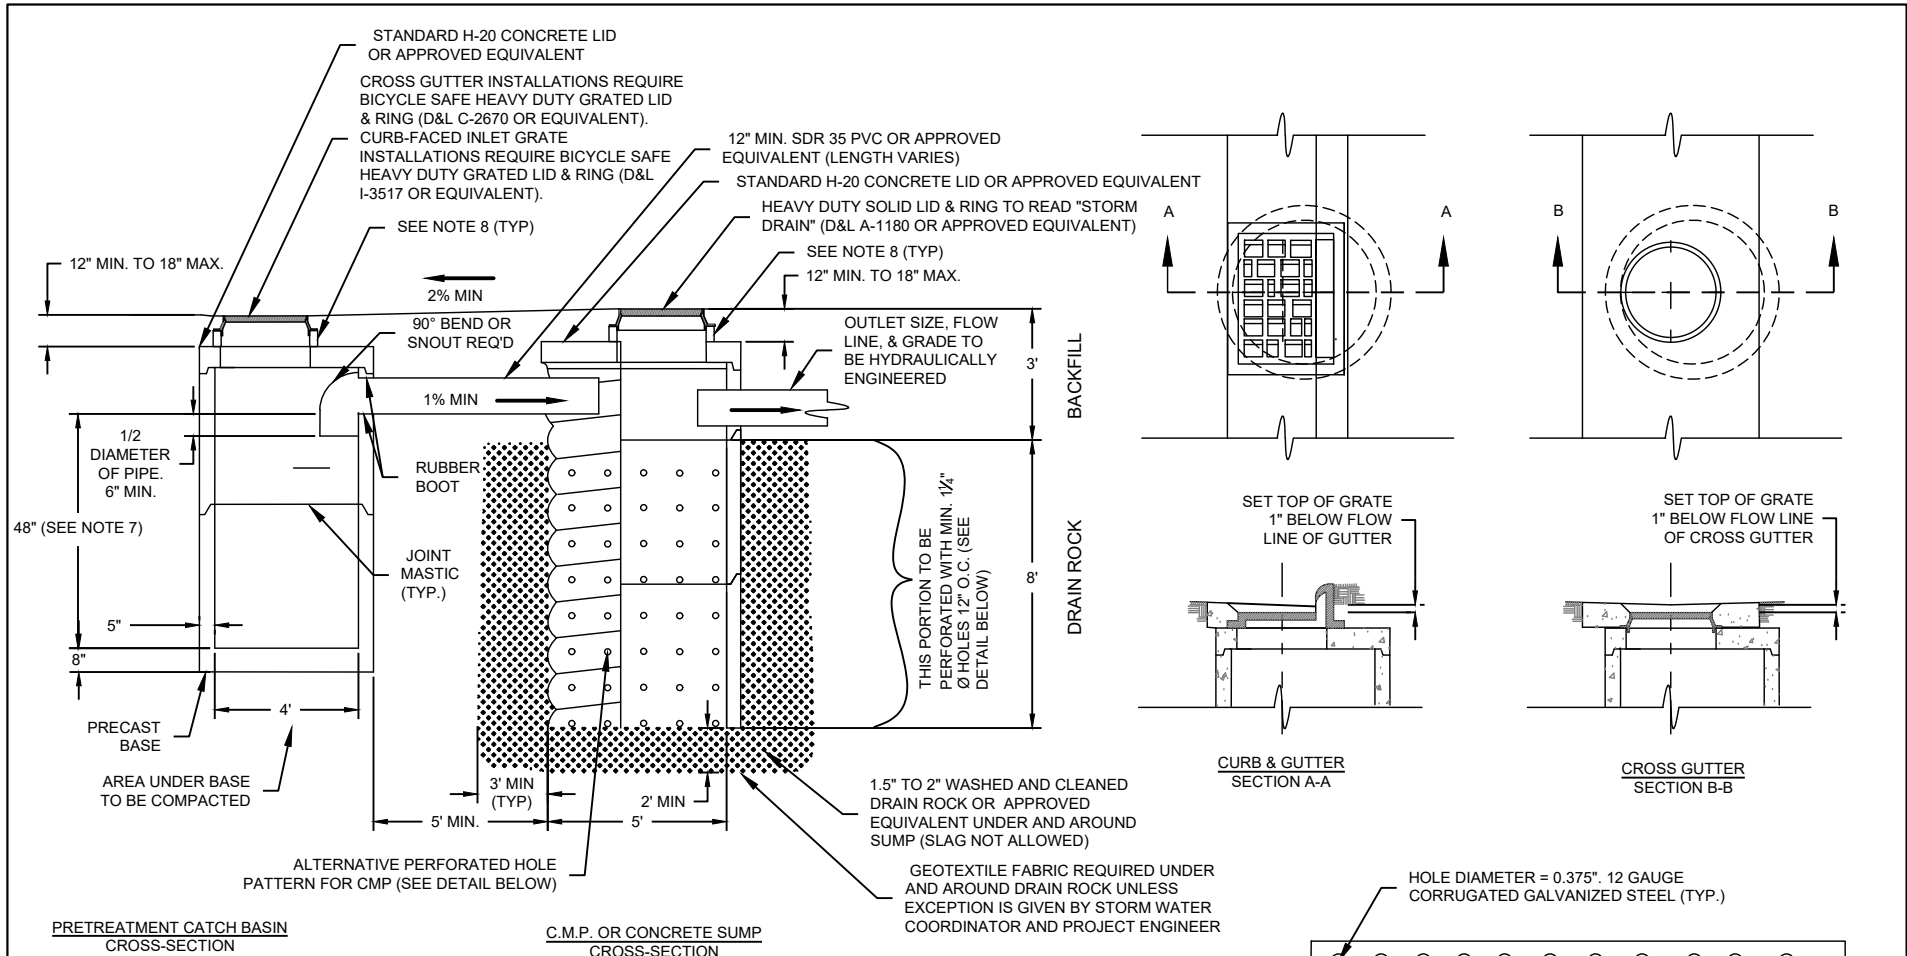 STANDARD H-20 CONCRETE LID
OR APPROVED EQUIVALENT
CROSS GUTTER INSTALLATIONS REQUIRE
BICYCLE SAFE HEAVY DUTY GRATED LID
& RING (D&L C-2670 OR EQUIVALENT).
CURB-FACED INLET GRATE
INSTALLATIONS REQUIRE BICYCLE SAFE
HEAVY DUTY GRATED LID & RING (D&L
I-3517 OR EQUIVALENT).
SEE NOTE 8 (TYP)
12" MIN. TO 18" MAX.
2% MIN
90° BEND OR
SNOUT REQ'D
1% MIN
1/2
DIAMETER
OF PIPE.
6" MIN.
RUBBER
BOOT
48" (SEE NOTE 7)
JOINT
MASTIC
(TYP.)
5"
8"
4'
PRECAST
BASE
AREA UNDER BASE
TO BE COMPACTED
12" MIN. SDR 35 PVC OR APPROVED
EQUIVALENT (LENGTH VARIES)
STANDARD H-20 CONCRETE LID OR APPROVED EQUIVALENT
HEAVY DUTY SOLID LID & RING TO READ "STORM
DRAIN" (D&L A-1180 OR APPROVED EQUIVALENT)
SEE NOTE 8 (TYP)
12" MIN. TO 18" MAX.
OUTLET SIZE, FLOW
LINE, & GRADE TO
BE HYDRAULICALLY
ENGINEERED
3'
BACKFILL
THIS PORTION TO BE
PERFORATED WITH MIN. 1¼"
Ø HOLES 12" O.C. (SEE
DETAIL BELOW)
8'
DRAIN ROCK
3' MIN
(TYP)
2' MIN
5' MIN.
5'
1.5" TO 2" WASHED AND CLEANED
DRAIN ROCK OR APPROVED
EQUIVALENT UNDER AND AROUND
SUMP (SLAG NOT ALLOWED)
ALTERNATIVE PERFORATED HOLE
PATTERN FOR CMP (SEE DETAIL BELOW)
GEOTEXTILE FABRIC REQUIRED UNDER
AND AROUND DRAIN ROCK UNLESS
EXCEPTION IS GIVEN BY STORM WATER
COORDINATOR AND PROJECT ENGINEER
PRETREATMENT CATCH BASIN
CROSS-SECTION
C.M.P. OR CONCRETE SUMP
CROSS-SECTION
A
A
B
B
SET TOP OF GRATE
1" BELOW FLOW
LINE OF GUTTER
SET TOP OF GRATE
1" BELOW FLOW LINE
OF CROSS GUTTER
CURB & GUTTER
SECTION A-A
CROSS GUTTER
SECTION B-B
HOLE DIAMETER = 0.375". 12 GAUGE
CORRUGATED GALVANIZED STEEL (TYP.)